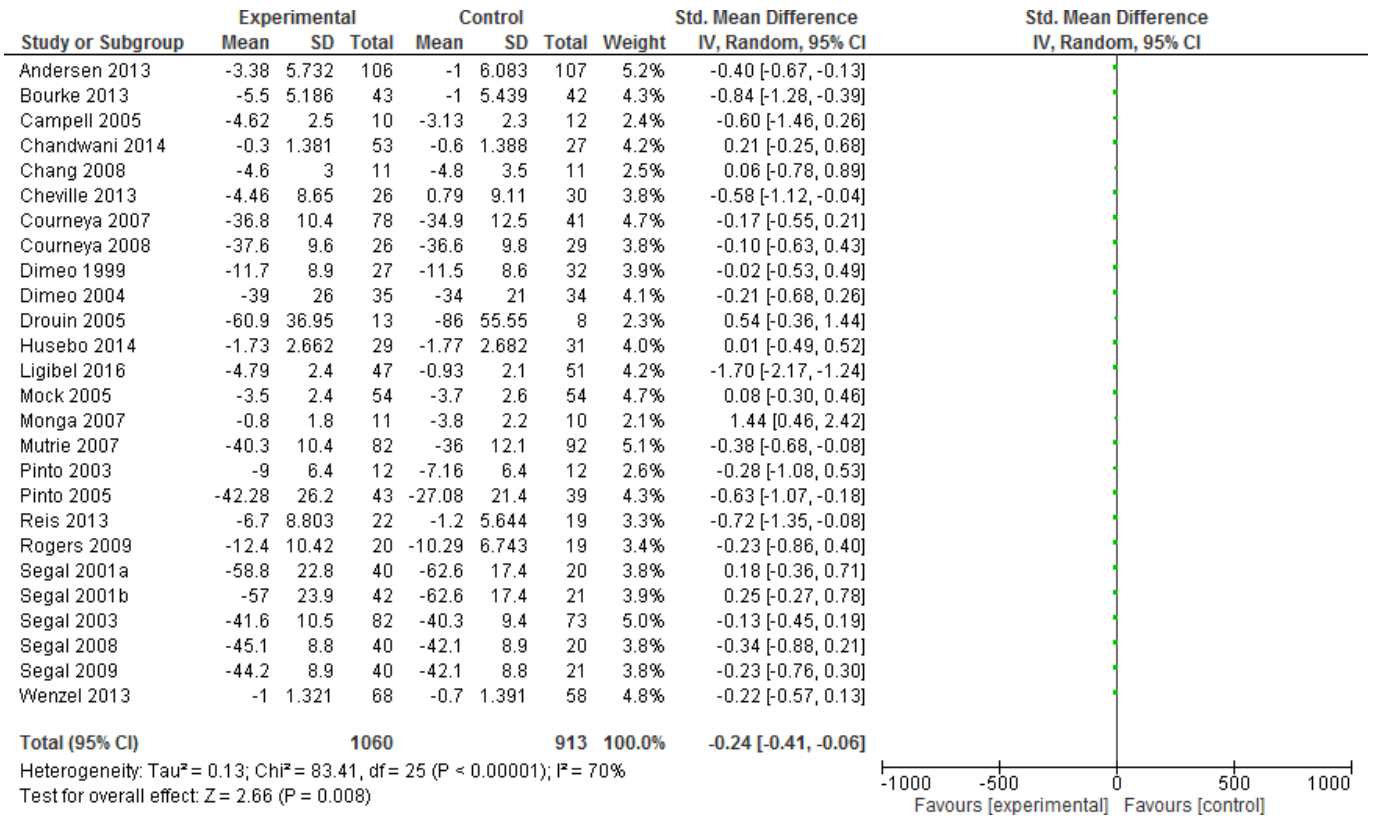 Experimental Control Std. Mean Difference Std. Mean Difference
Study or Subgroup Mean SD Total Mean SD Total Weight IV, Random, 95% CI IV, Random, 95% CI
Andersen 2013 -3.38 5.732 106 -1 6.083 107 5.2% -0.40 [-0.67, -0.13]
Bourke 2013 -5.5 5.186 43 -1 5.439 42 4.3% -0.84 [-1.28, -0.39]
Campell 2005 -4.62 2.5 10 -3.13 2.3 12 2.4% -0.60 [-1.46, 0.26]
Chandwani 2014 -0.3 1.381 53 -0.6 1.388 27 4.2% 0.21 [-0.25, 0.68]
Chang 2008 -4.6 3 11 -4.8 3.5 11 2.5% 0.06 [-0.78, 0.89]
Cheville 2013 -4.46 8.65 26 0.79 9.11 30 3.8% -0.58 [-1.12, -0.04]
Courneya 2007 -36.8 10.4 78 -34.9 12.5 41 4.7% -0.17 [-0.55, 0.21]
Courneya 2008 -37.6 9.6 26 -36.6 9.8 29 3.8% -0.10 [-0.63, 0.43]
Dimeo 1999 -11.7 8.9 27 -11.5 8.6 32 3.9% -0.02 [-0.53, 0.49]
Dimeo 2004 -39 26 35 -34 21 34 4.1% -0.21 [-0.68, 0.26]
Drouin 2005 -60.9 36.95 13 -86 55.55 8 2.3% 0.54 [-0.36, 1.44]
Husebo 2014 -1.73 2.662 29 -1.77 2.682 31 4.0% 0.01 [-0.49, 0.52]
Ligibel 2016 -4.79 2.4 47 -0.93 2.1 51 4.2% -1.70 [-2.17, -1.24]
Mock 2005 -3.5 2.4 54 -3.7 2.6 54 4.7% 0.08 [-0.30, 0.46]
Monga 2007 -0.8 1.8 11 -3.8 2.2 10 2.1% 1.44 [0.46, 2.42]
Mutrie 2007 -40.3 10.4 82 -36 12.1 92 5.1% -0.38 [-0.68, -0.08]
Pinto 2003 -9 6.4 12 -7.16 6.4 12 2.6% -0.28 [-1.08, 0.53]
Pinto 2005 -42.28 26.2 43 -27.08 21.4 39 4.3% -0.63 [-1.07, -0.18]
Reis 2013 -6.7 8.803 22 -1.2 5.644 19 3.3% -0.72 [-1.35, -0.08]
Rogers 2009 -12.4 10.42 20 -10.29 6.743 19 3.4% -0.23 [-0.86, 0.40]
Segal 2001a -58.8 22.8 40 -62.6 17.4 20 3.8% 0.18 [-0.36, 0.71]
Segal 2001b -57 23.9 42 -62.6 17.4 21 3.9% 0.25 [-0.27, 0.78]
Segal 2003 -41.6 10.5 82 -40.3 9.4 73 5.0% -0.13 [-0.45, 0.19]
Segal 2008 -45.1 8.8 40 -42.1 8.9 20 3.8% -0.34 [-0.88, 0.21]
Segal 2009 -44.2 8.9 40 -42.1 8.8 21 3.8% -0.23 [-0.76, 0.30]
Wenzel 2013 -1 1.321 68 -0.7 1.391 58 4.8% -0.22 [-0.57, 0.13]
Total (95% CI) 1060 913 100.0% -0.24 [-0.41, -0.06]
Heterogeneity: Tau² = 0.13; Chi² = 83.41, df = 25 (P < 0.00001); I² = 70%
Test for overall effect: Z = 2.66 (P = 0.008)
-1000 -500 0 500 1000
Favours [experimental] Favours [control]